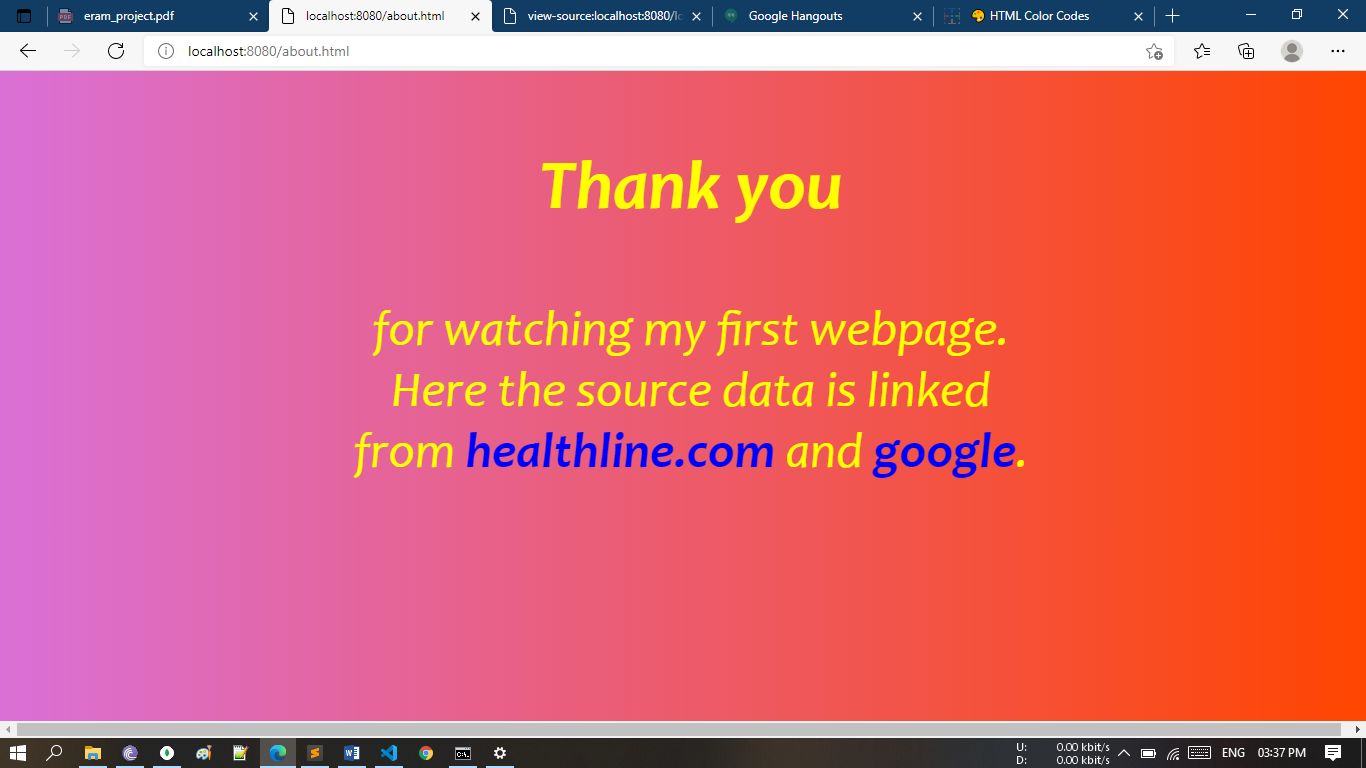 eram_project.pdf
localhost:8080/about.html
view-source:localhost:8080/lc
Google Hangouts
HTML Color Codes
localhost:8080/about.html
Thank you
for watching my first webpage.
Here the source data is linked
from healthline.com and google.
U: 0.00 kbit/s
D: 0.00 kbit/s
ENG
03:37 PM